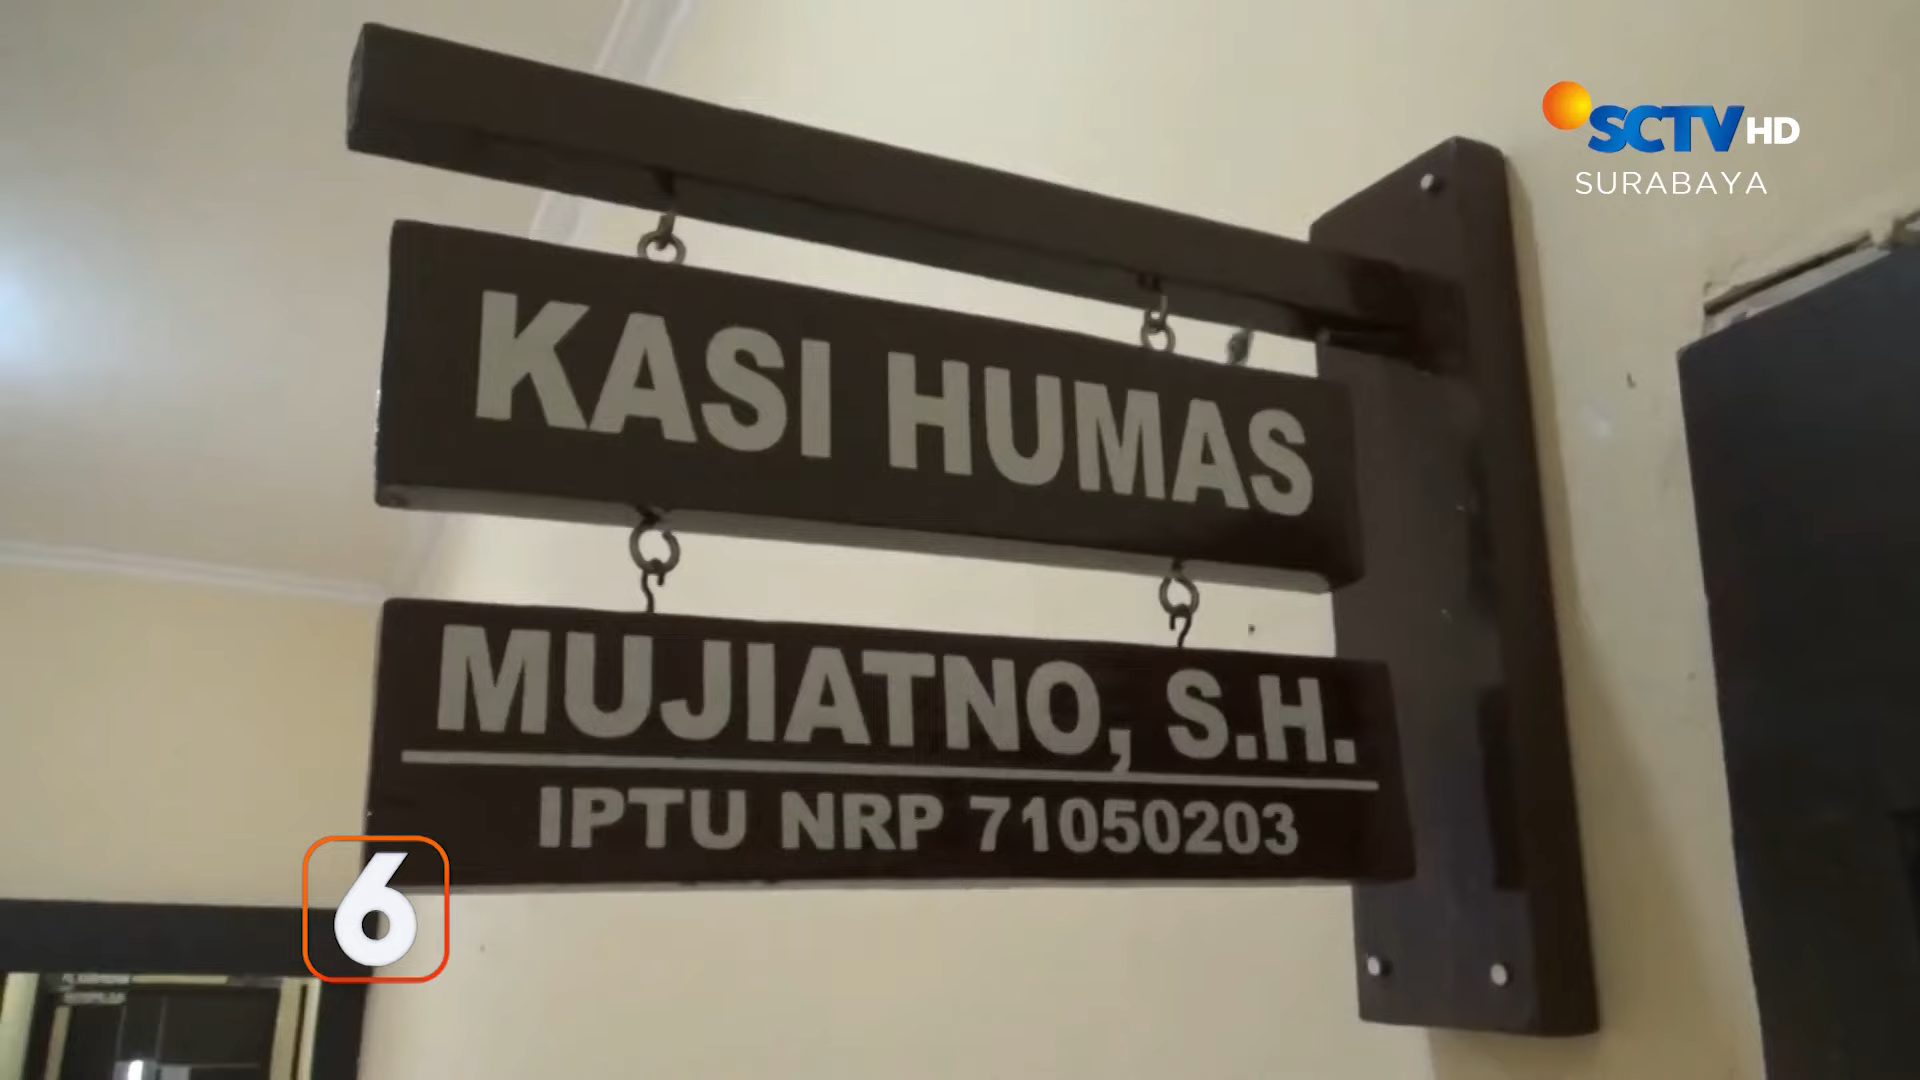 SCTV HD
SURABAYA
KASI HUMAS
MUJIATNO, S.H.
IPTU NRP 71050203
6